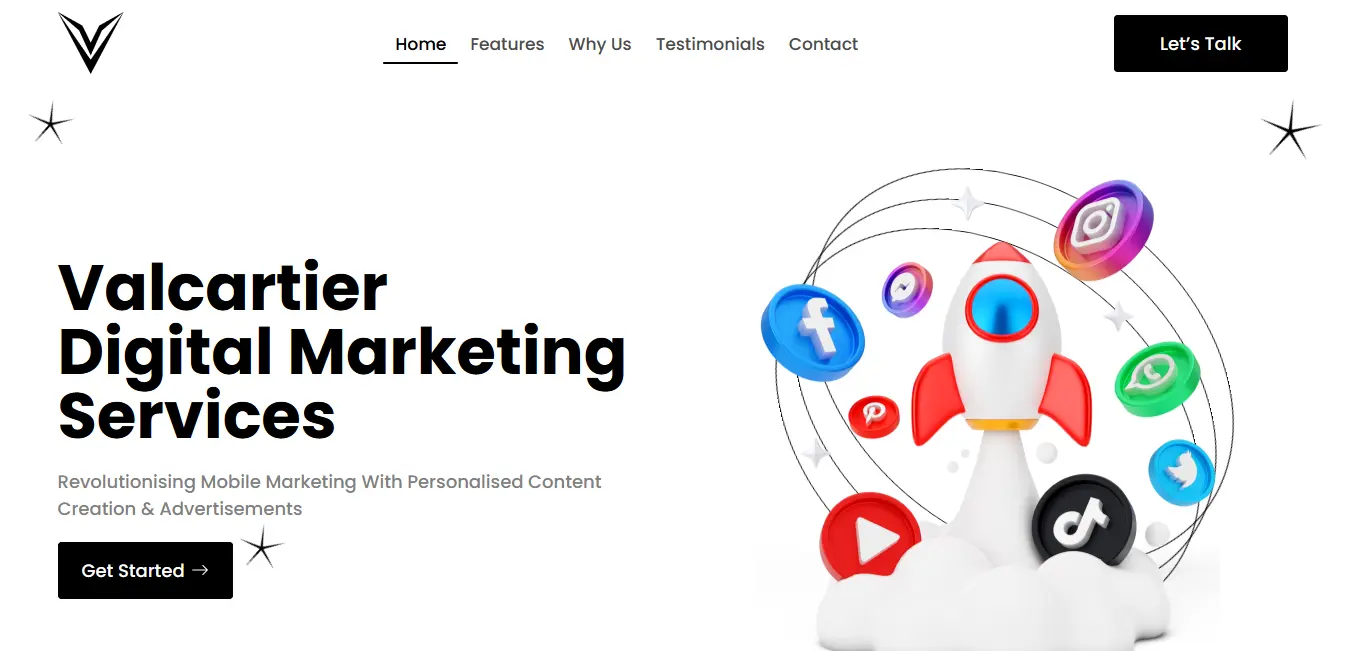 Home Features Why Us Testimonials Contact Let’s Talk
Valcartier
Digital Marketing
Services
Revolutionising Mobile Marketing With Personalised Content
Creation & Advertisements
Get Started →